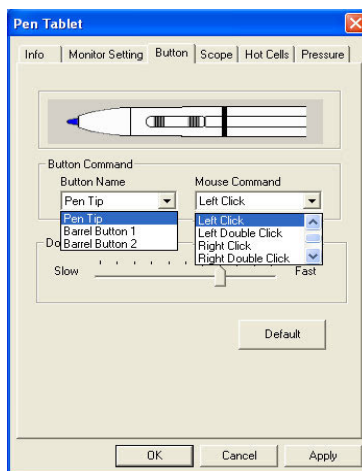 Pen Tablet
Info Monitor Setting Button Scope Hot Cells Pressure
Button Command
Button Name Mouse Command
Pen Tip Left Click
Pen Tip Left Click
Barrel Button 1 Left Double Click
Barrel Button 2 Right Click
Right Double Click
Do
Slow Fast
Default
OK Cancel Apply